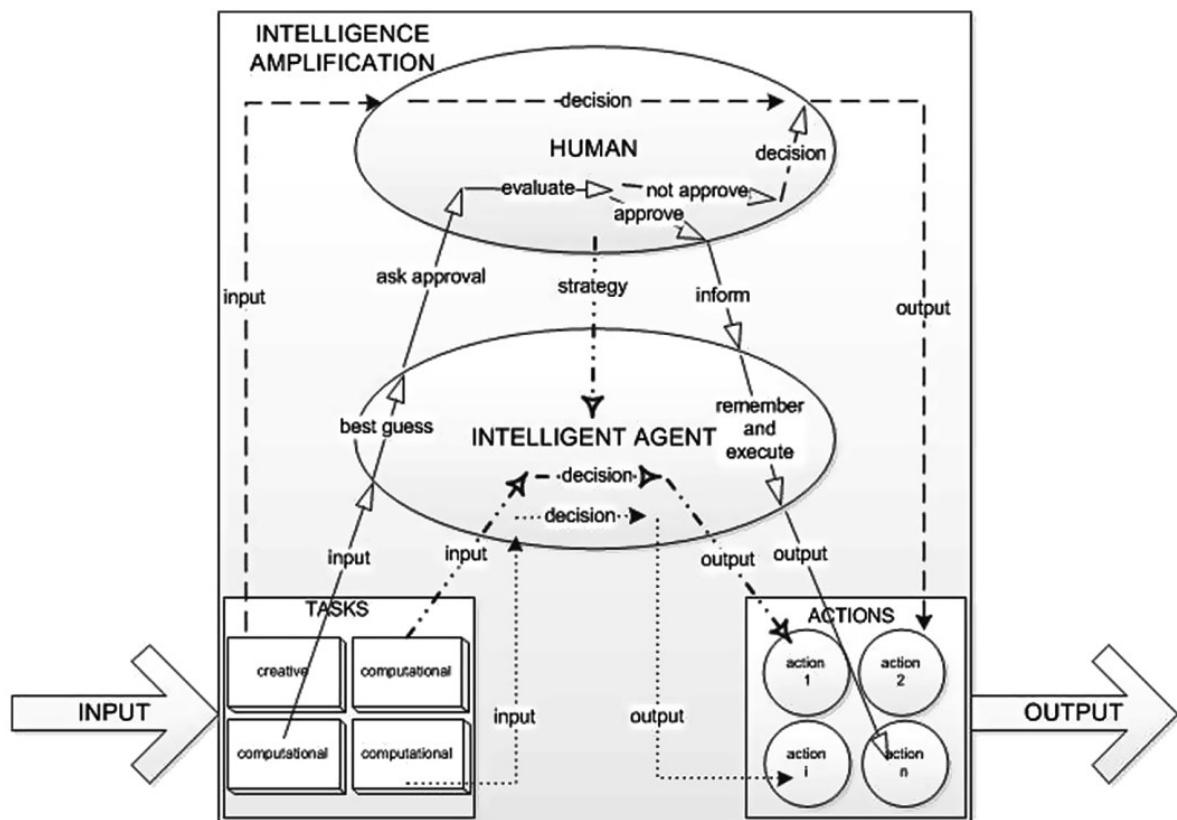 INTELLIGENCE
AMPLIFICATION
decision
HUMAN
decision
evaluate
not approve
approve
ask approval
strategy
inform
input
output
best guess
INTELLIGENT AGENT
remember
and
execute
decision
decision
input
input
output
output
TASKS
creative
computational
computational
computational
input
output
ACTIONS
action
1
action
2
action
i
action
n
INPUT
OUTPUT